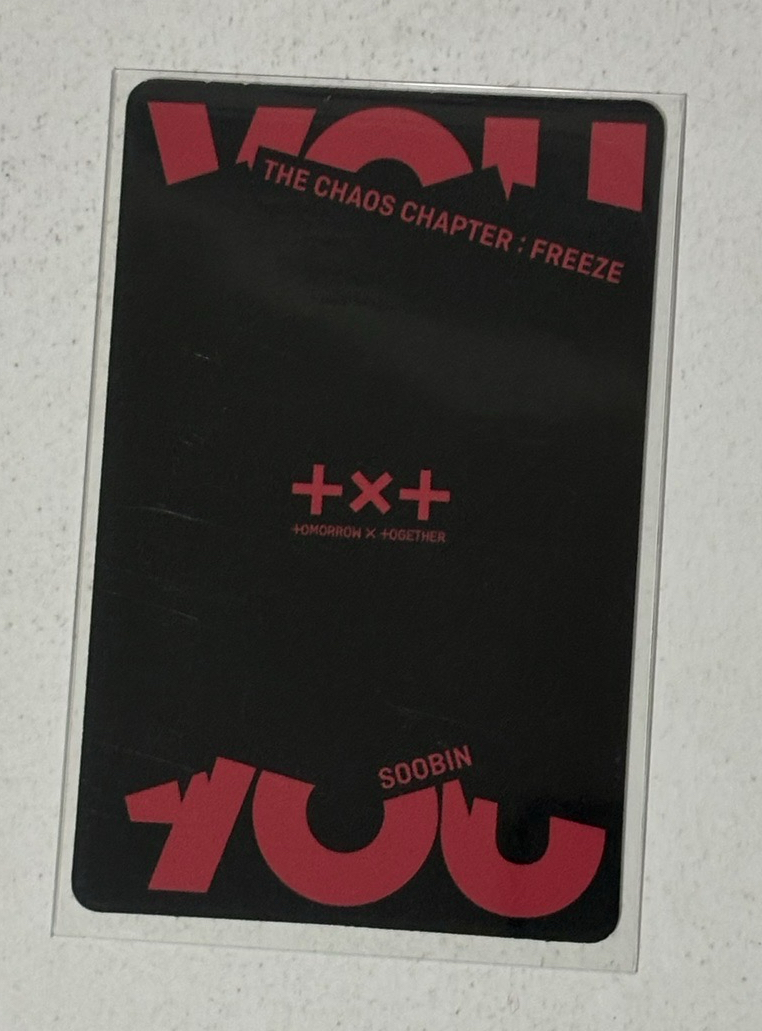 YOU
THE CHAOS CHAPTER : FREEZE
+×+
+OMORROW × +OGETHER
SOOBIN
YOU